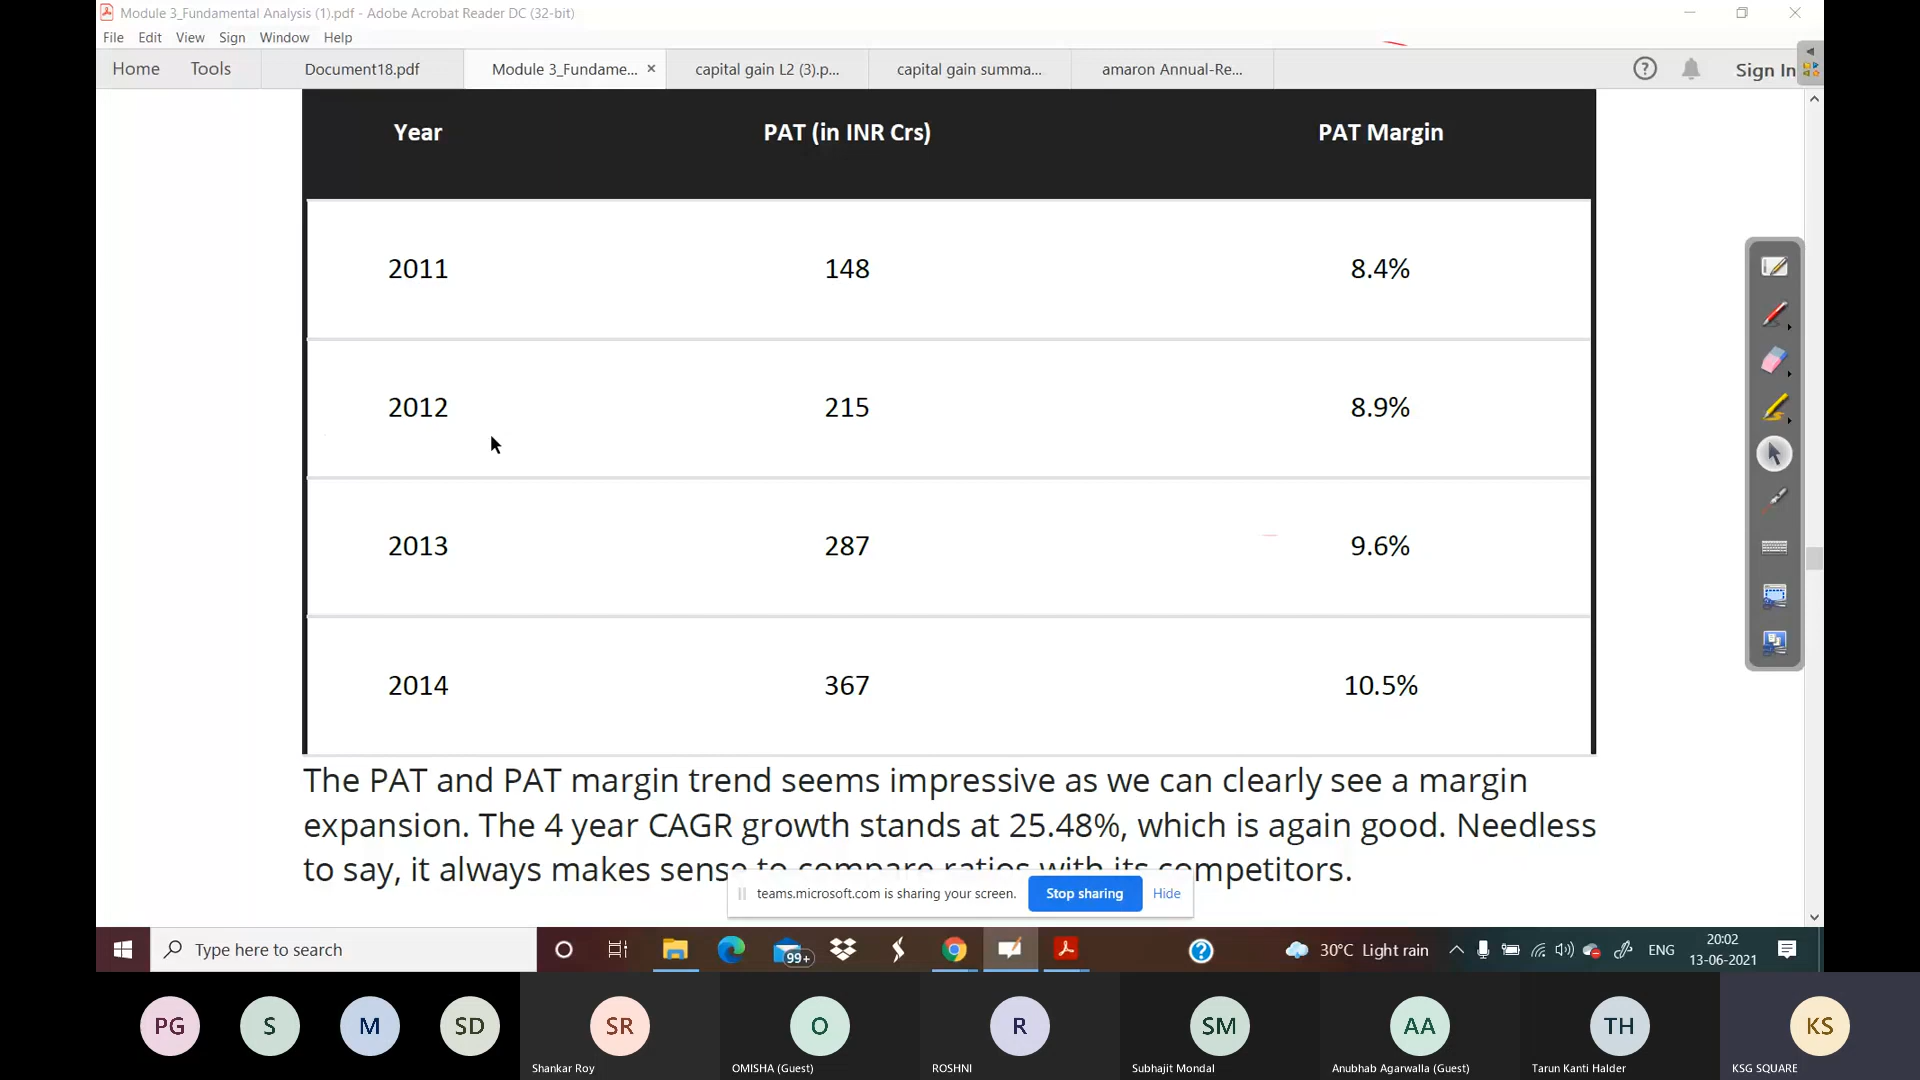 Module 3_Fundamental Analysis (1).pdf - Adobe Acrobat Reader DC (32-bit)
File Edit View Sign Window Help
Home Tools Document18.pdf Module 3_Fundame... × capital gain L2 (3).p... capital gain summa... amaron Annual-Re... Sign In
Year PAT (in INR Crs) PAT Margin
2011 148 8.4%
2012 215 8.9%
2013 287 9.6%
2014 367 10.5%
The PAT and PAT margin trend seems impressive as we can clearly see a margin
expansion. The 4 year CAGR growth stands at 25.48%, which is again good. Needless
to say, it always makes sense to compare ratios with its competitors.
teams.microsoft.com is sharing your screen. Stop sharing Hide
Type here to search 99+ 30°C Light rain ENG 20:02
13-06-2021
PG S M SD SR O R SM AA TH KS
Shankar Roy OMISHA (Guest) ROSHNI Subhajit Mondal Anubhab Agarwalla (Guest) Tarun Kanti Halder KSG SQUARE